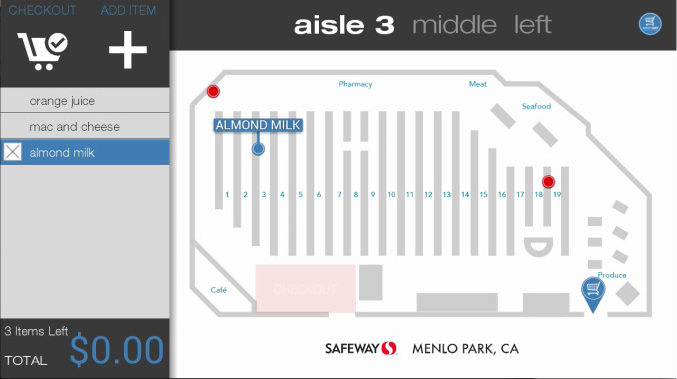 CHECKOUT ADD ITEM
aisle 3 middle left
orange juice
mac and cheese
almond milk
3 Items Left
TOTAL $0.00
Pharmacy
Meat
Seafood
ALMOND MILK
1 2 3 4 5 6 7 8 9 10 11 12 13 14 15 16 17 18 19
Produce
Café
CHECKOUT
SAFEWAY MENLO PARK, CA